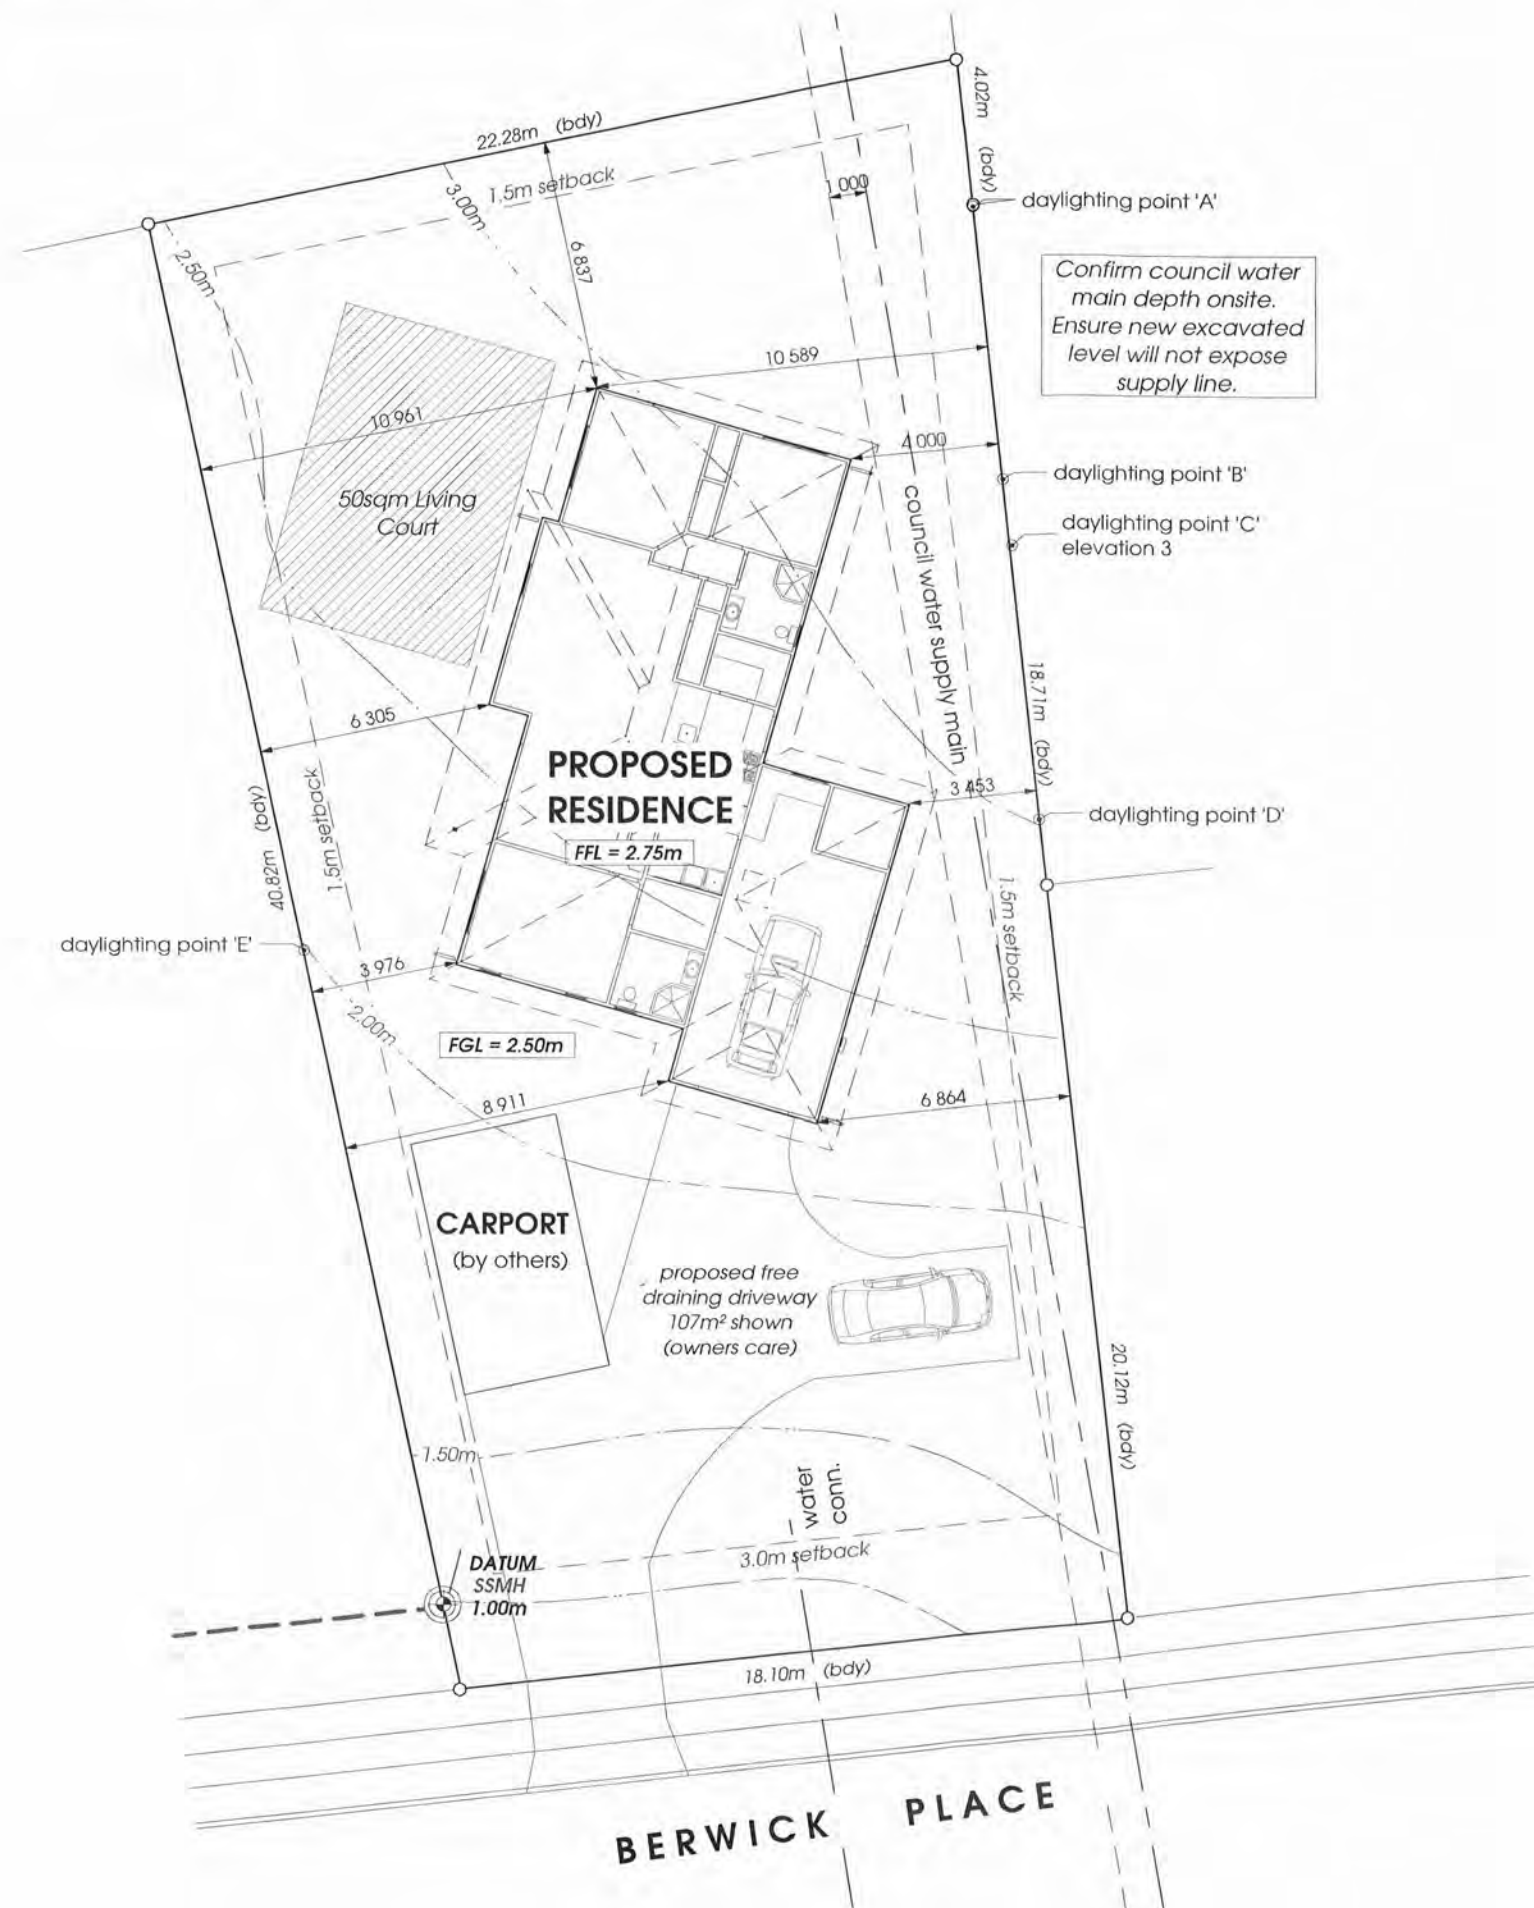 22.28m (bdy)
4.02m (bdy)
1.5m setback
3.00m
2.50m
1 000
daylighting point 'A'
6 837
Confirm council water
main depth onsite.
Ensure new excavated
level will not expose
supply line.
10 589
10 961
4 000
50sqm Living
Court
daylighting point 'B'
daylighting point 'C'
elevation 3
council water supply main
18.71m (bdy)
6 305
PROPOSED
RESIDENCE
FFL = 2.75m
3 453
daylighting point 'D'
1.5m setback
40.82m (bdy)
1.5m setback
daylighting point 'E'
3 976
2.00m
FGL = 2.50m
8 911
6 864
CARPORT
(by others)
proposed free
draining driveway
107m² shown
(owners care)
20.12m (bdy)
1.50m
water
conn.
3.0m setback
DATUM
SSMH
1.00m
18.10m (bdy)
BERWICK PLACE